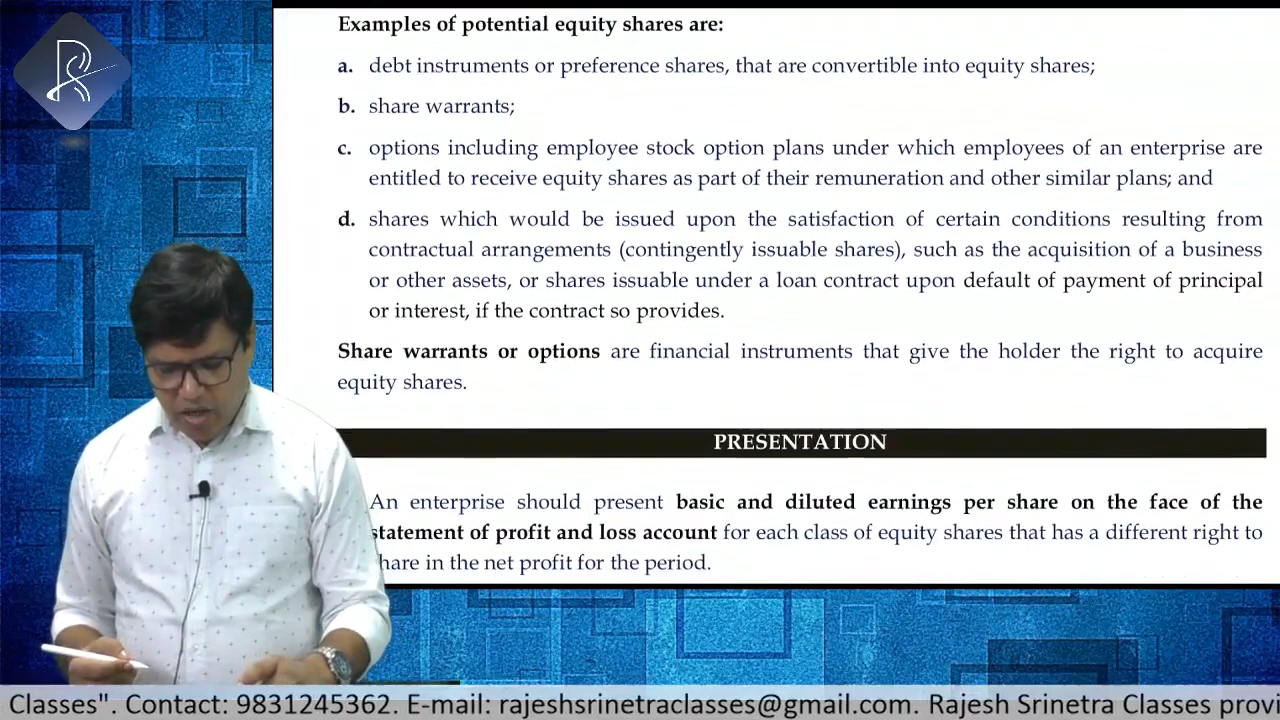 Examples of potential equity shares are:
a. debt instruments or preference shares, that are convertible into equity shares;
b. share warrants;
c. options including employee stock option plans under which employees of an enterprise are
entitled to receive equity shares as part of their remuneration and other similar plans; and
d. shares which would be issued upon the satisfaction of certain conditions resulting from
contractual arrangements (contingently issuable shares), such as the acquisition of a business
or other assets, or shares issuable under a loan contract upon default of payment of principal
or interest, if the contract so provides.
Share warrants or options are financial instruments that give the holder the right to acquire
equity shares.
PRESENTATION
An enterprise should present basic and diluted earnings per share on the face of the
statement of profit and loss account for each class of equity shares that has a different right to
hare in the net profit for the period.
Classes". Contact: 9831245362. E-mail: rajeshsrinetraclasses@gmail.com. Rajesh Srinetra Classes provi